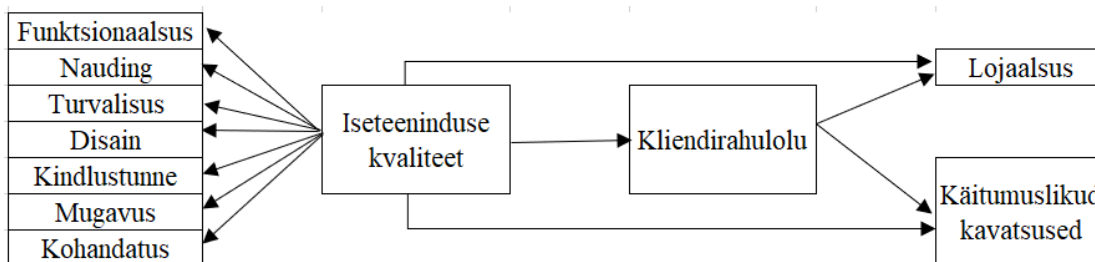 Funktsionaalsus
Nauding
Turvalisus
Disain
Kindlustunne
Mugavus
Kohandatus
Iseteeninduse
kvaliteet
Kliendirahulolu
Lojaalsus
Käitumuslikud
kavatsused